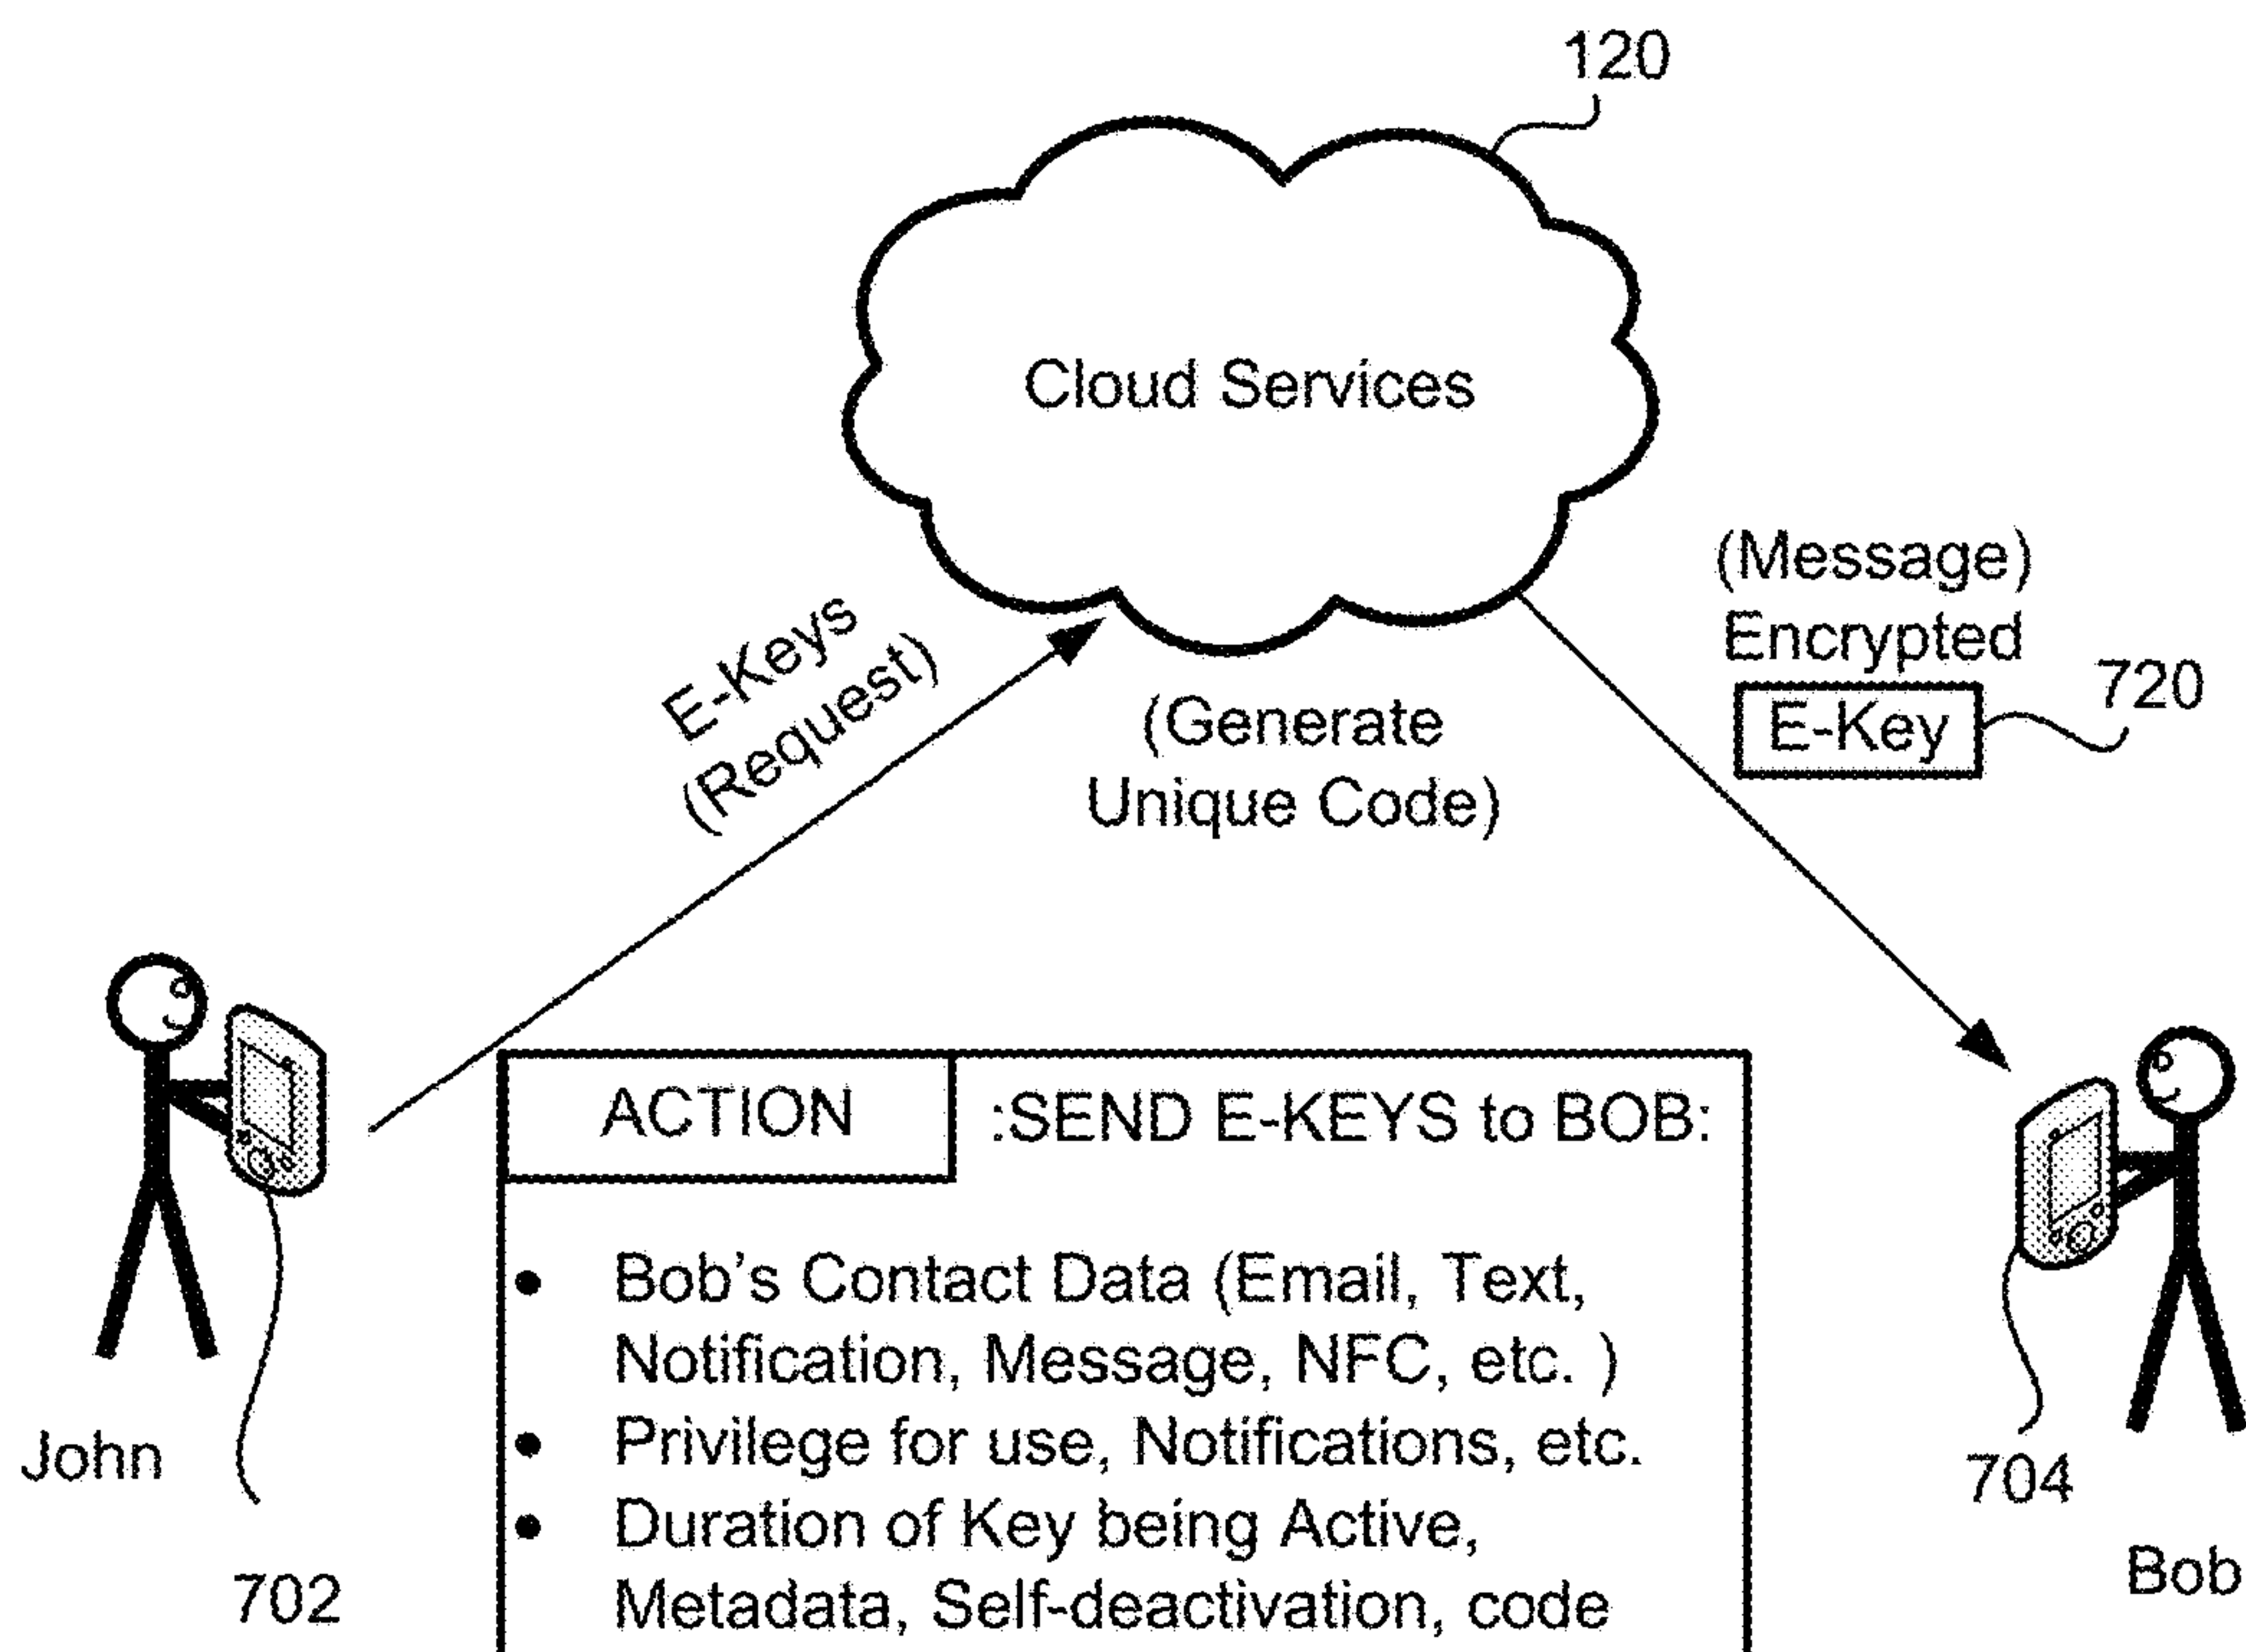 120
Cloud Services
E-Keys
(Request)
(Generate
Unique Code)
(Message)
Encrypted
E-Key
720
ACTION
:SEND E-KEYS to BOB:
• Bob's Contact Data (Email, Text,
Notification, Message, NFC, etc. )
• Privilege for use, Notifications, etc.
• Duration of Key being Active,
Metadata, Self-deactivation, code
John
702
704
Bob